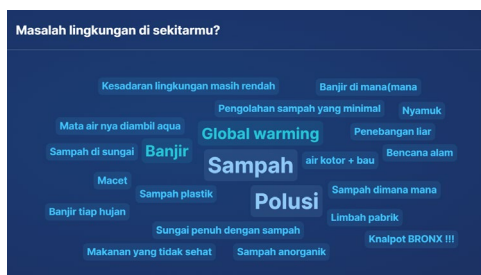 Masalah lingkungan di sekitarmu?
Kesadaran lingkungan masih rendah
Banjir di mana(mana
Pengolahan sampah yang minimal
Nyamuk
Mata air nya diambil aqua
Global warming
Penebangan liar
Sampah di sungai
Banjir
Sampah
air kotor + bau
Bencana alam
Macet
Sampah plastik
Polusi
Sampah dimana mana
Banjir tiap hujan
Limbah pabrik
Sungai penuh dengan sampah
Knalpot BRONX !!!
Makanan yang tidak sehat
Sampah anorganik